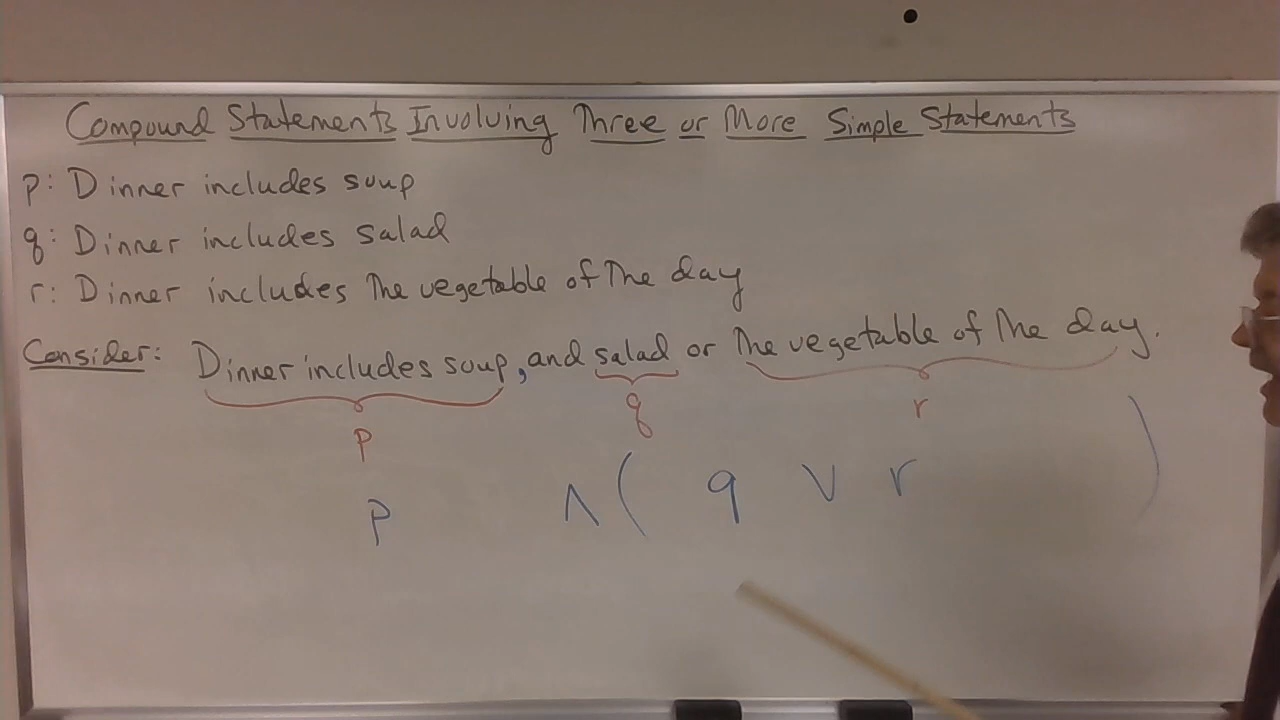 Compound Statements Involving Three or More Simple Statements
p: Dinner includes soup
q: Dinner includes salad
r: Dinner includes the vegetable of the day
Consider: Dinner includes soup, and salad or the vegetable of the day.
p q r
p ∧ ( q ∨ r )